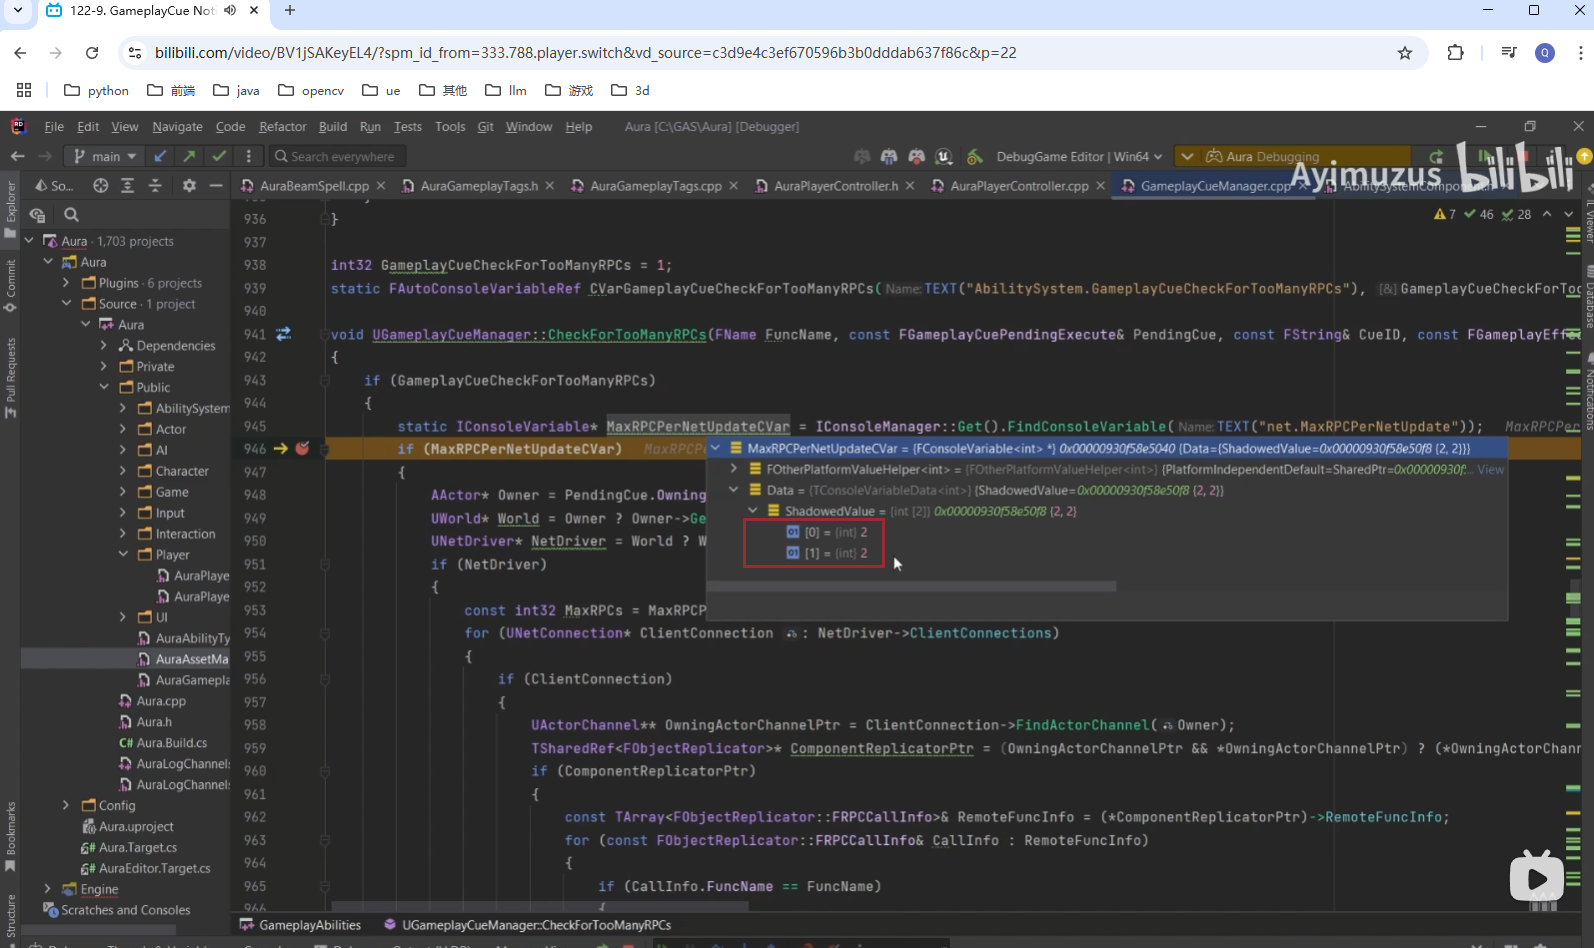 122-9. GameplayCue Noti
bilibili.com/video/BV1jSAKeyEL4/?spm_id_from=333.788.player.switch&vd_source=c3d9e4c3ef670596b3b0dddab637f86c&p=22
Q
python 前端 java opencv ue 其他 llm 游戏 3d
RD File Edit View Navigate Code Refactor Build Run Tests Tools Git Window Help Aura [C:\GAS\Aura] [Debugger]
main Search everywhere DebugGame Editor | Win64 Aura Debugging
Ayimuzus bilibili
So... AuraBeamSpell.cpp AuraGameplayTags.h AuraGameplayTags.cpp AuraPlayerController.h AuraPlayerController.cpp GameplayCueManager.cpp AbilitySystemComponent.h
7 46 28
Explorer
Commit
Pull Requests
Bookmarks
Structure
IL Viewer
Database
Notifications
Aura · 1,703 projects
Aura
Plugins · 6 projects
Source · 1 project
Aura
Dependencies
Private
Public
AbilitySystem
Actor
AI
Character
Game
Input
Interaction
Player
AuraPlaye
AuraPlaye
UI
AuraAbilityTy
AuraAssetMa
AuraGamepla
Aura.cpp
Aura.h
C# Aura.Build.cs
AuraLogChannels
AuraLogChannels
Config
Aura.uproject
Aura.Target.cs
AuraEditor.Target.cs
Engine
Scratches and Consoles
936 }
937
938 int32 GameplayCueCheckForTooManyRPCs = 1;
939 static FAutoConsoleVariableRef CVarGameplayCueCheckForTooManyRPCs( Name: TEXT("AbilitySystem.GameplayCueCheckForTooManyRPCs"), [&] GameplayCueCheckForToo
940
941 void UGameplayCueManager::CheckForTooManyRPCs(FName FuncName, const FGameplayCuePendingExecute& PendingCue, const FString& CueID, const FGameplayEffe
942 {
943 if (GameplayCueCheckForTooManyRPCs)
944 {
945 static IConsoleVariable* MaxRPCPerNetUpdateCVar = IConsoleManager::Get().FindConsoleVariable( Name: TEXT("net.MaxRPCPerNetUpdate")); MaxRPCPer
946 if (MaxRPCPerNetUpdateCVar) MaxRPCPe
947 {
948 AActor* Owner = PendingCue.Owning
949 UWorld* World = Owner ? Owner->Ge
950 UNetDriver* NetDriver = World ? W
951 if (NetDriver)
952 {
953 const int32 MaxRPCs = MaxRPCP
954 for (UNetConnection* ClientConnection : NetDriver->ClientConnections)
955 {
956 if (ClientConnection)
957 {
958 UActorChannel** OwningActorChannelPtr = ClientConnection->FindActorChannel( Owner);
959 TSharedRef<FObjectReplicator>* ComponentReplicatorPtr = (OwningActorChannelPtr && *OwningActorChannelPtr) ? (*OwningActorChann
960 if (ComponentReplicatorPtr)
961 {
962 const TArray<FObjectReplicator::FRPCCallInfo>& RemoteFuncInfo = (*ComponentReplicatorPtr)->RemoteFuncInfo;
963 for (const FObjectReplicator::FRPCCallInfo& CallInfo : RemoteFuncInfo)
964 {
965 if (CallInfo.FuncName == FuncName)
966 {
MaxRPCPerNetUpdateCVar = {FConsoleVariable<int> *} 0x00000930f58e5040 {Data={ShadowedValue=0x00000930f58e50f8 {2, 2}}}
FOtherPlatformValueHelper<int> = {FOtherPlatformValueHelper<int>} {PlatformIndependentDefault=SharedPtr=0x00000930f... View
Data = {TConsoleVariableData<int>} {ShadowedValue=0x00000930f58e50f8 {2, 2}}
ShadowedValue = {int [2]} 0x00000930f58e50f8 {2, 2}
01 [0] = {int} 2
01 [1] = {int} 2
GameplayAbilities UGameplayCueManager::CheckForTooManyRPCs